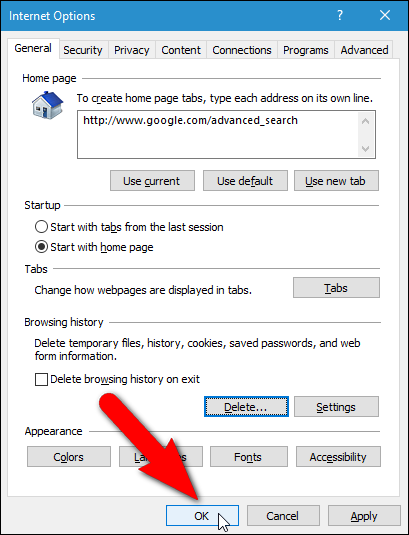 Internet Options
?
General Security Privacy Content Connections Programs Advanced
Home page
To create home page tabs, type each address on its own line.
http://www.google.com/advanced_search
Use current Use default Use new tab
Startup
Start with tabs from the last session
Start with home page
Tabs
Change how webpages are displayed in tabs.
Tabs
Browsing history
Delete temporary files, history, cookies, saved passwords, and web
form information.
Delete browsing history on exit
Delete... Settings
Appearance
Colors Fonts Accessibility
OK Cancel Apply